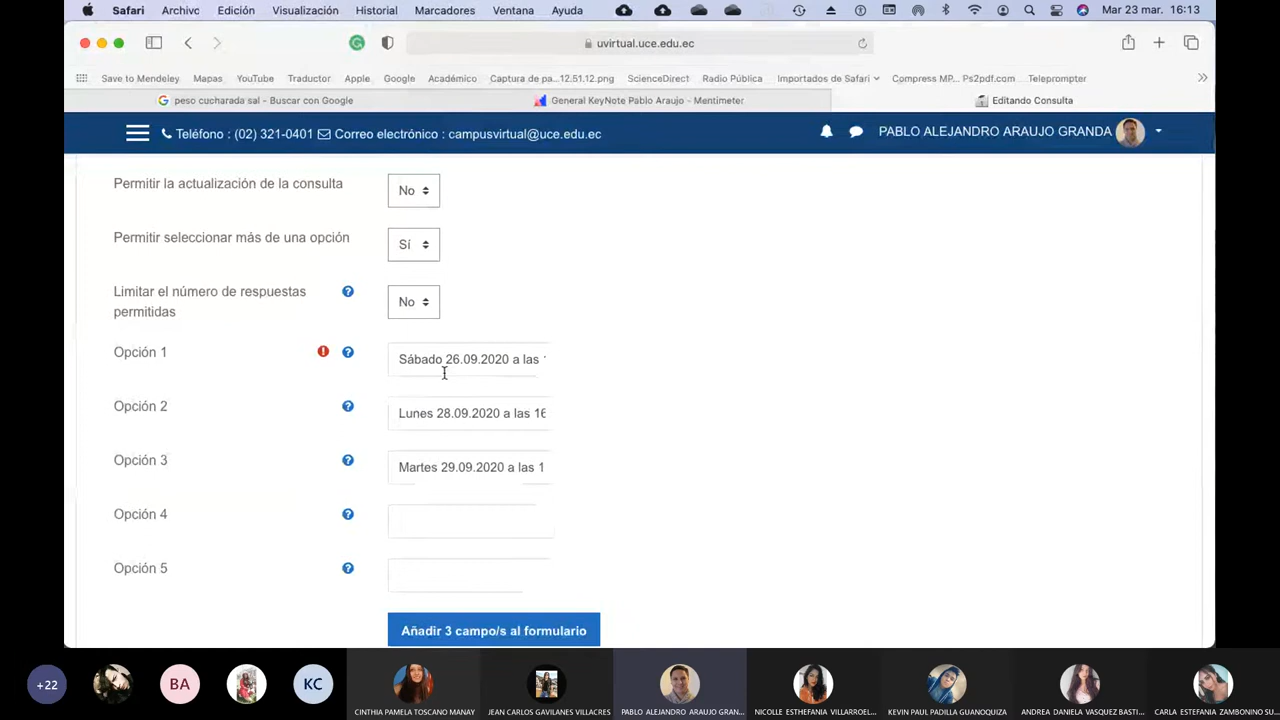 Safari Archivo Edición Visualización Historial Marcadores Ventana Ayuda Mar 23 mar. 16:13
uvirtual.uce.edu.ec
Save to Mendeley Mapas YouTube Traductor Apple Google Académico Captura de pa...12.51.12.png ScienceDirect Radio Pública Importados de Safari Compress MP... Ps2pdf.com Teleprompter
peso cucharada sal - Buscar con Google General KeyNote Pablo Araujo - Mentimeter Editando Consulta
Teléfono : (02) 321-0401 Correo electrónico : campusvirtual@uce.edu.ec PABLO ALEJANDRO ARAUJO GRANDA
Permitir la actualización de la consulta No
Permitir seleccionar más de una opción Sí
Limitar el número de respuestas
permitidas No
Opción 1 Sábado 26.09.2020 a las
Opción 2 Lunes 28.09.2020 a las 16
Opción 3 Martes 29.09.2020 a las 1
Opción 4
Opción 5
Añadir 3 campo/s al formulario
+22 BA KC
CINTHIA PAMELA TOSCANO MANAY JEAN CARLOS GAVILANES VILLACRES PABLO ALEJANDRO ARAUJO GRAN... NICOLLE ESTHEFANIA VILLARROEL... KEVIN PAUL PADILLA GUANOQUIZA ANDREA DANIELA VASQUEZ BASTI... CARLA ESTEFANIA ZAMBONINO SU...